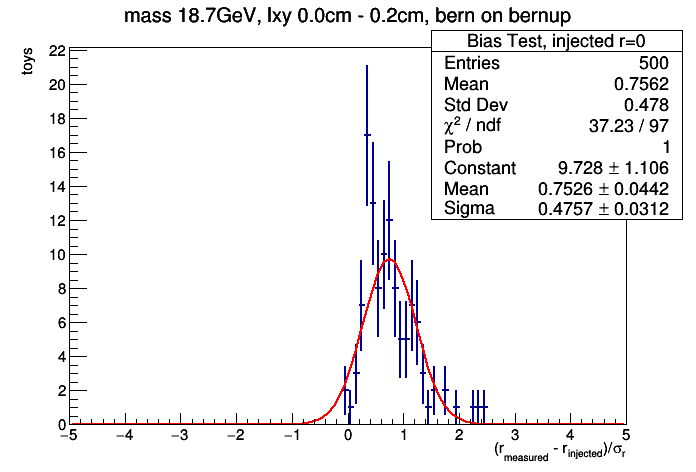 mass 18.7GeV, lxy 0.0cm - 0.2cm, bern on bernup
Bias Test, injected r=0
Entries 500
Mean 0.7562
Std Dev 0.478
χ² / ndf 37.23 / 97
Prob 1
Constant 9.728 ± 1.106
Mean 0.7526 ± 0.0442
Sigma 0.4757 ± 0.0312
toys
22
20
18
16
14
12
10
8
6
4
2
0
−5 −4 −3 −2 −1 0 1 2 3 4 5
(r measured - r injected)/σr